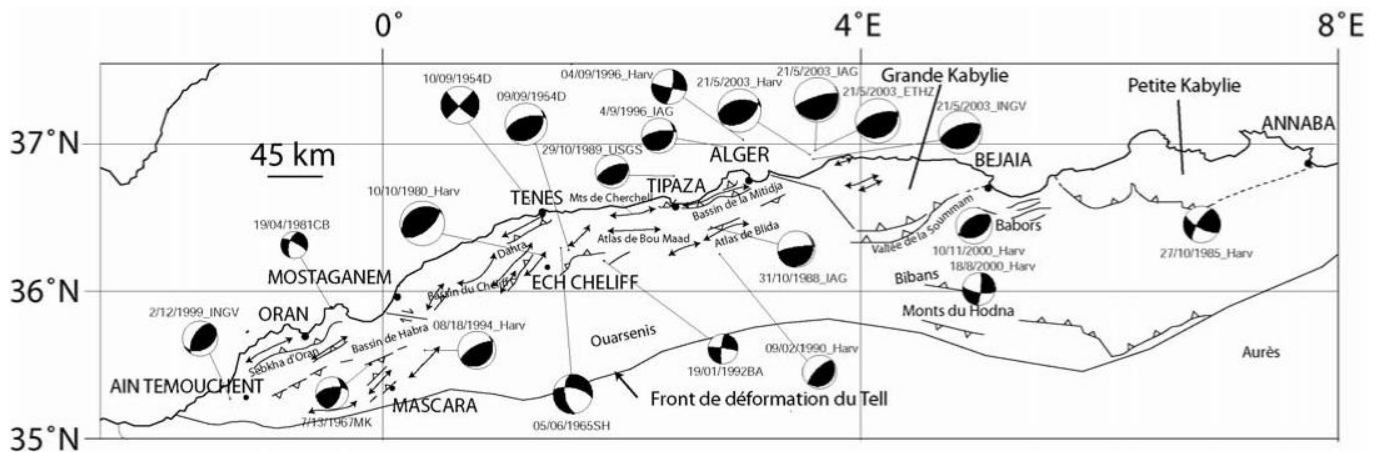 0°
4°E
8°E
10/09/1954D
04/09/1996_Harv
21/5/2003_IAG
Grande Kabylie
Petite Kabylie
09/09/1954D
21/5/2003_Harv
21/5/2003_ETHZ
4/9/1996_IAG
21/5/2003_INGV
37°N
45 km
29/10/1989_USGS
ALGER
BEJAIA
ANNABA
10/10/1980_Harv
TENES
Mts de Cherchell
TIPAZA
Bassin de la Mitidja
19/04/1981CB
Dahra
Atlas de Bou Maad
Atlas de Blida
Vallée de la Soummam
Babors
MOSTAGANEM
Bassin du Cheliff
ECH CHELIFF
31/10/1988_IAG
10/11/2000_Harv
27/10/1985_Harv
Bibans
18/8/2000_Harv
36°N
2/12/1999_INGV
ORAN
Bassin de Habra
08/18/1994_Harv
Ouarsenis
Monts du Hodna
Sebkha d'Oran
09/02/1990_Harv
Aurès
AIN TEMOUCHENT
19/01/1992BA
MASCARA
Front de déformation du Tell
7/13/1967MK
05/06/1965SH
35°N